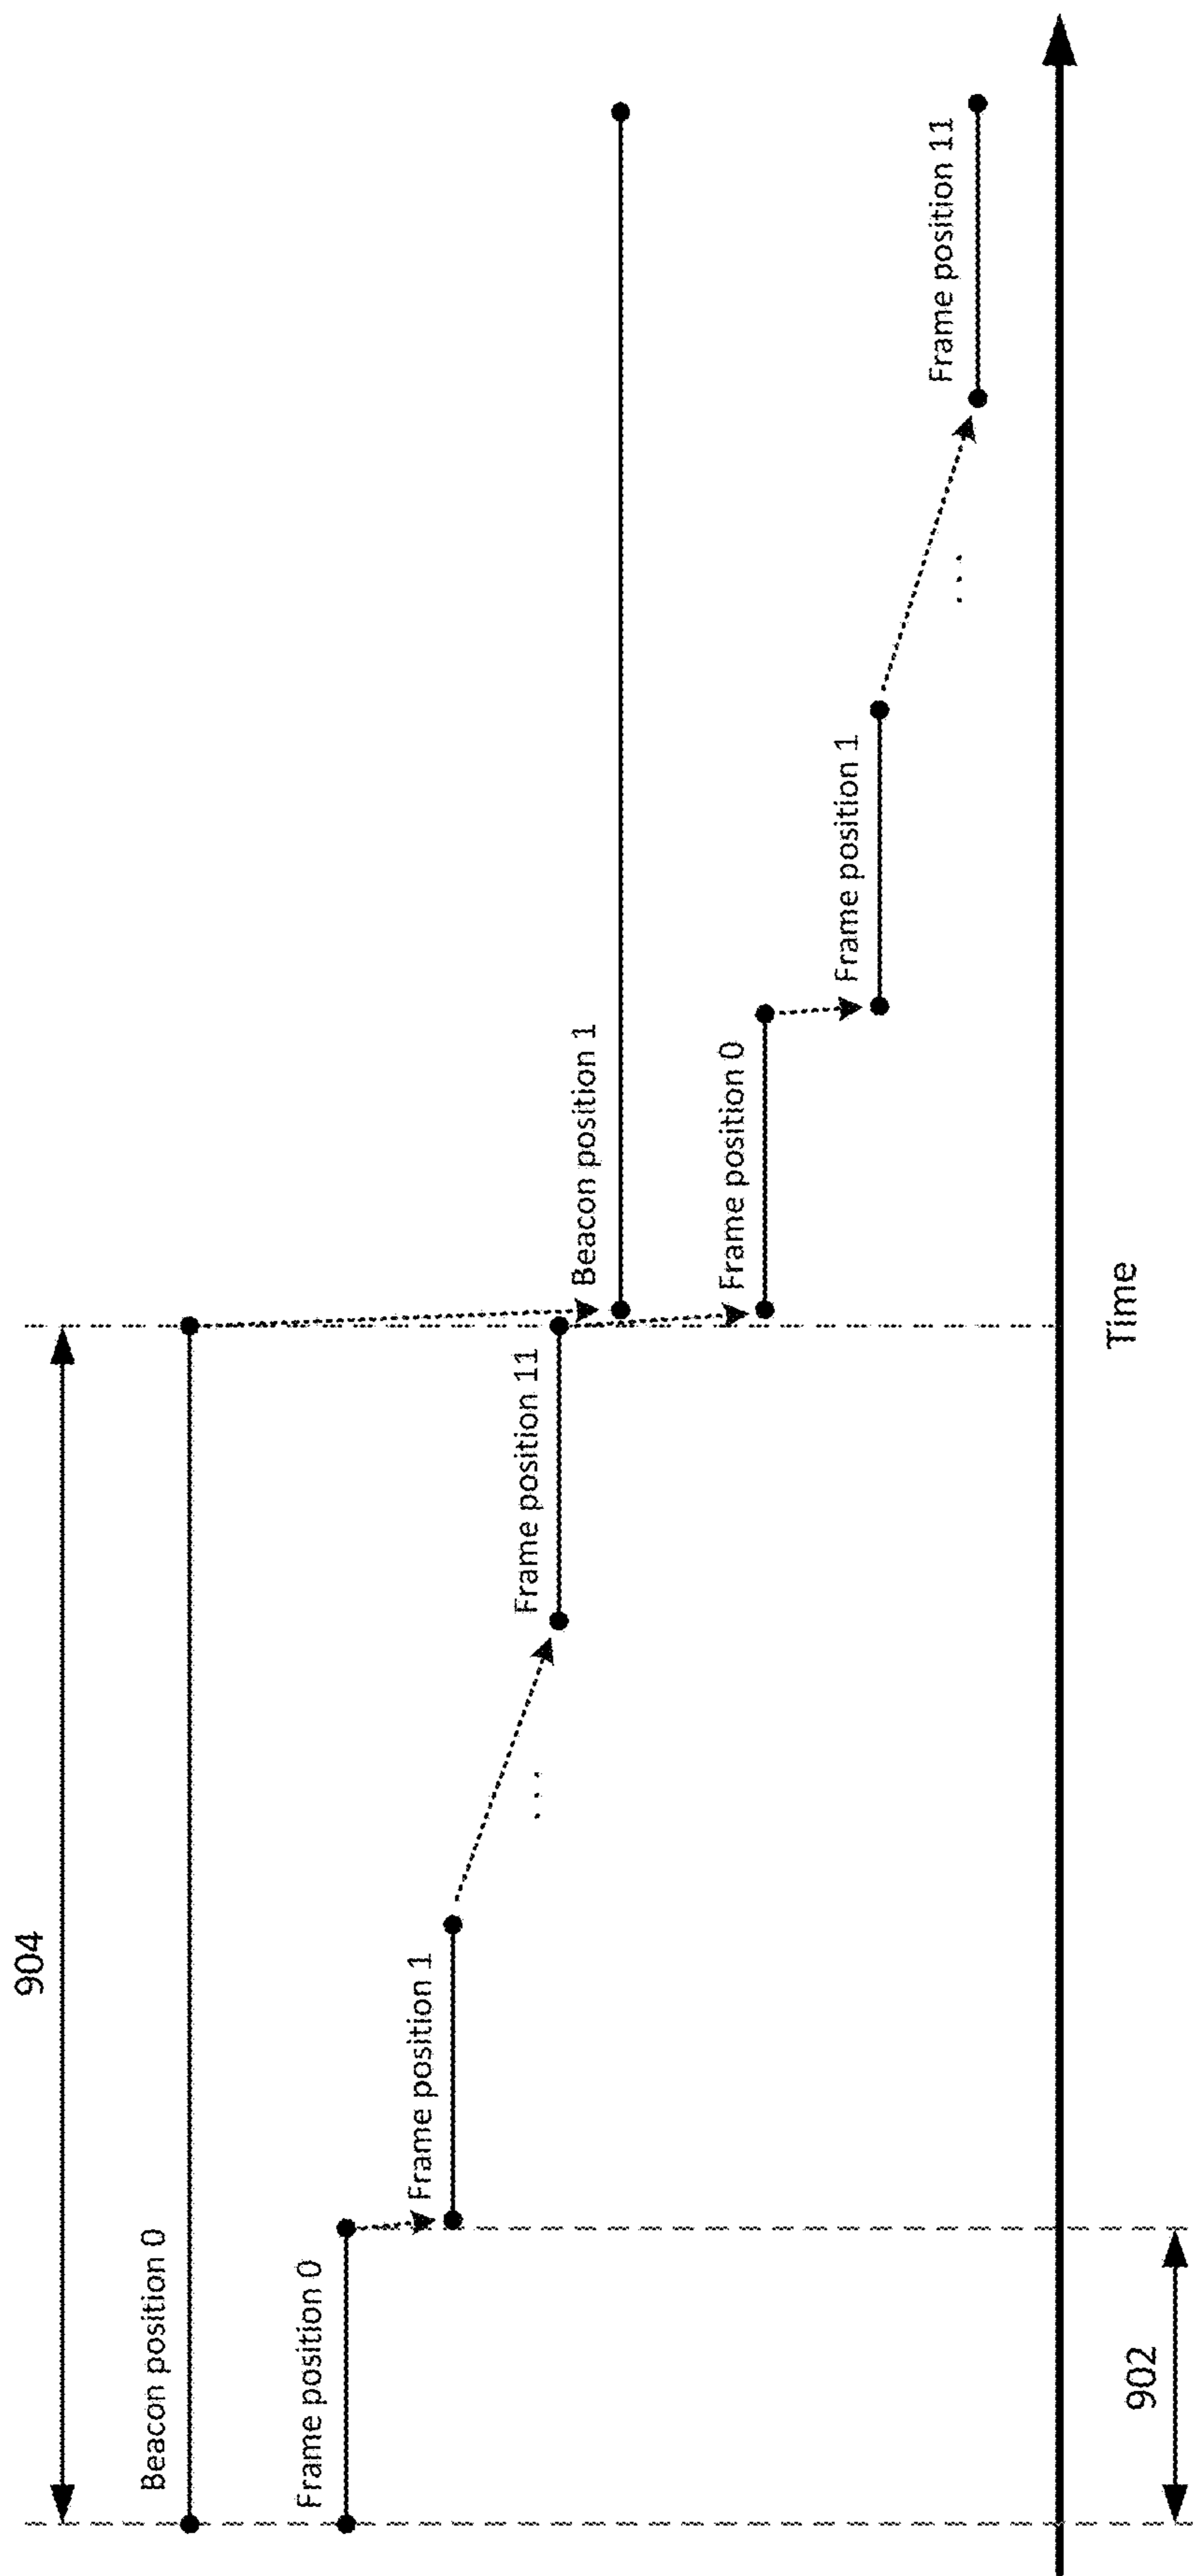 904
Beacon position 0
Frame position 0
Frame position 1
...
Frame position 11
Beacon position 1
Frame position 0
Frame position 1
...
Frame position 11
Time
902